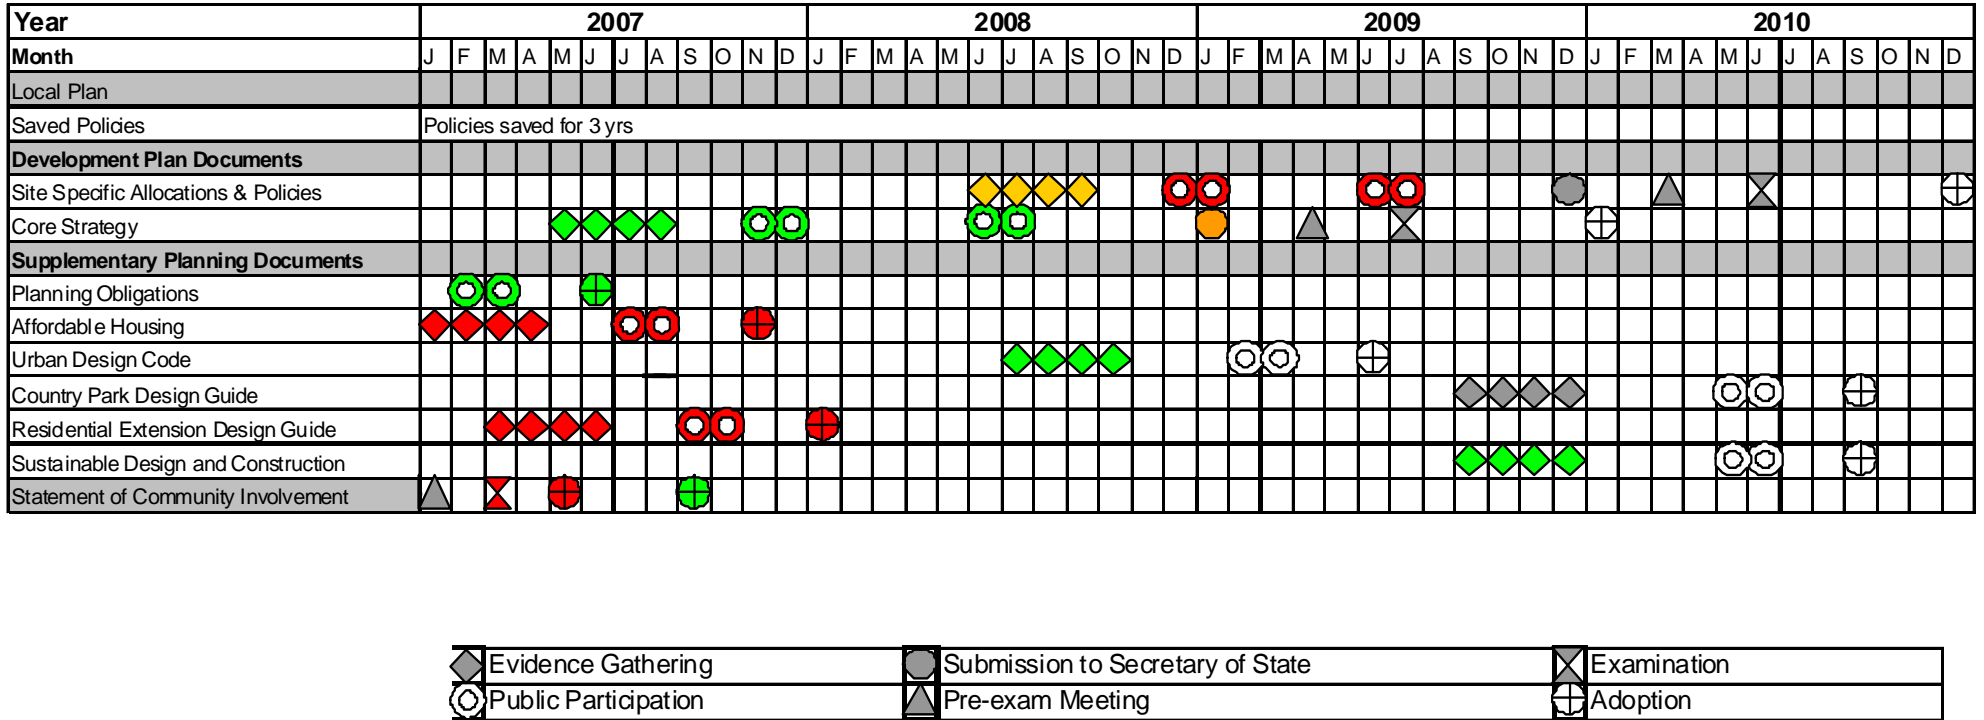 Year 2007 2008 2009 2010
Month J F M A M J J A S O N D J F M A M J J A S O N D J F M A M J J A S O N D J F M A M J J A S O N D
Local Plan
Saved Policies Policies saved for 3 yrs
Development Plan Documents
Site Specific Allocations & Policies
Core Strategy
Supplementary Planning Documents
Planning Obligations
Affordable Housing
Urban Design Code
Country Park Design Guide
Residential Extension Design Guide
Sustainable Design and Construction
Statement of Community Involvement
Evidence Gathering Submission to Secretary of State Examination
Public Participation Pre-exam Meeting Adoption